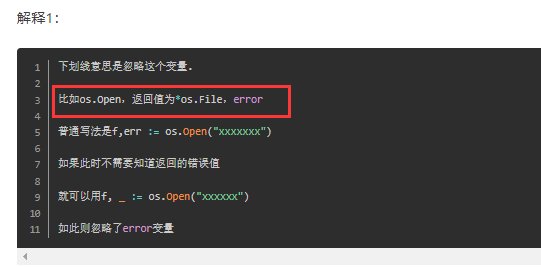 解释1：
1 下划线意思是忽略这个变量.
2
3 比如os.Open，返回值为*os.File，error
4
5 普通写法是f,err := os.Open("xxxxxxx")
6
7 如果此时不需要知道返回的错误值
8
9 就可以用f, _ := os.Open("xxxxxx")
10
11 如此则忽略了error变量